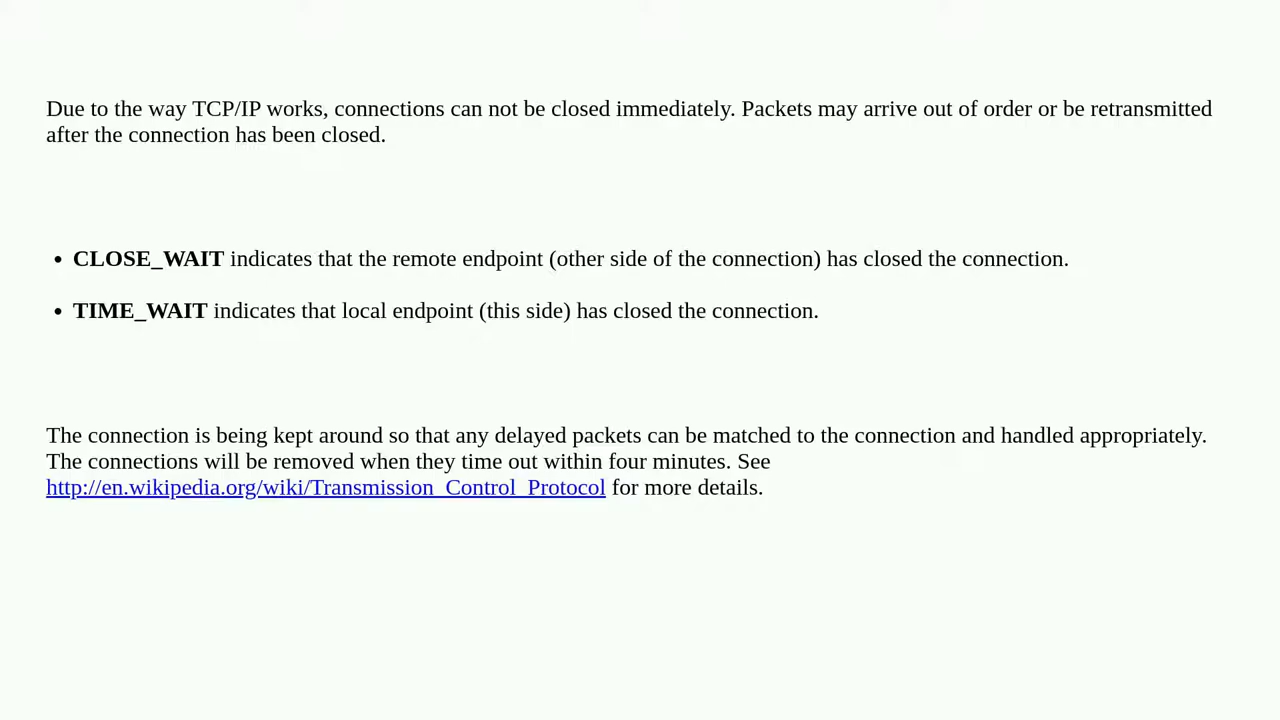 Due to the way TCP/IP works, connections can not be closed immediately. Packets may arrive out of order or be retransmitted
after the connection has been closed.
• CLOSE_WAIT indicates that the remote endpoint (other side of the connection) has closed the connection.
• TIME_WAIT indicates that local endpoint (this side) has closed the connection.
The connection is being kept around so that any delayed packets can be matched to the connection and handled appropriately.
The connections will be removed when they time out within four minutes. See
http://en.wikipedia.org/wiki/Transmission_Control_Protocol for more details.